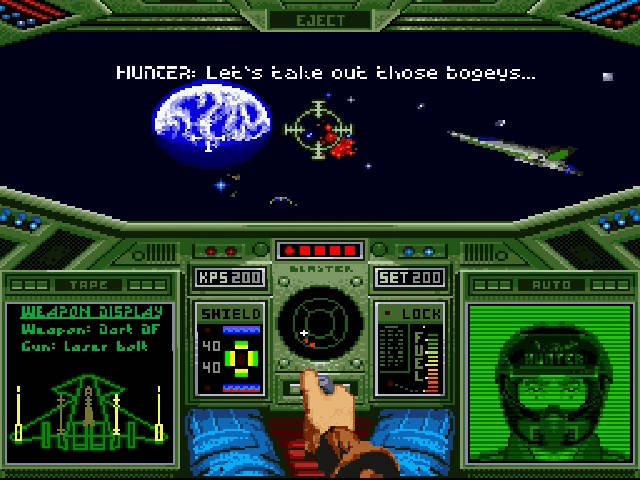 EJECT
HUNTER: Let's take out those bogeys...
BLASTER
KPS 200
SET 200
TAPE
AUTO
WEAPON DISPLAY
Weapon: Dart DF
Gun: Laser bolt
SHIELD
40
40
LOCK
FUEL
HUNTER